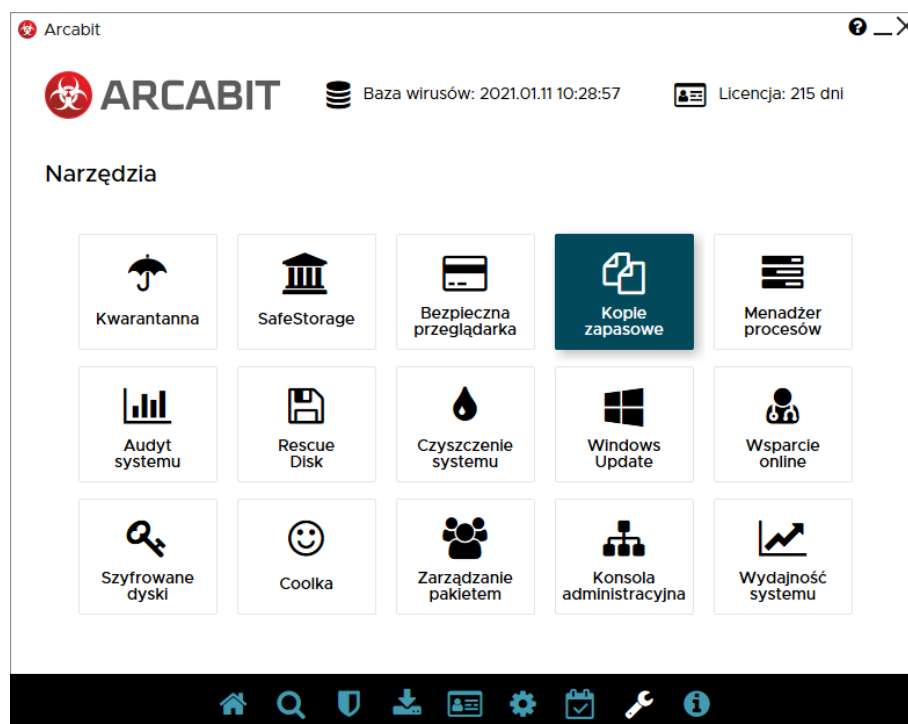 Arcabit
ARCABIT
Baza wirusów: 2021.01.11 10:28:57
Licencja: 215 dni
Narzędzia
Kwarantanna
SafeStorage
Bezpieczna
przeglądarka
Kopie
zapasowe
Menadżer
procesów
Audyt
systemu
Rescue
Disk
Czyszczenie
systemu
Windows
Update
Wsparcie
online
Szyfrowane
dyski
Coolka
Zarządzanie
pakietem
Konsola
administracyjna
Wydajność
systemu